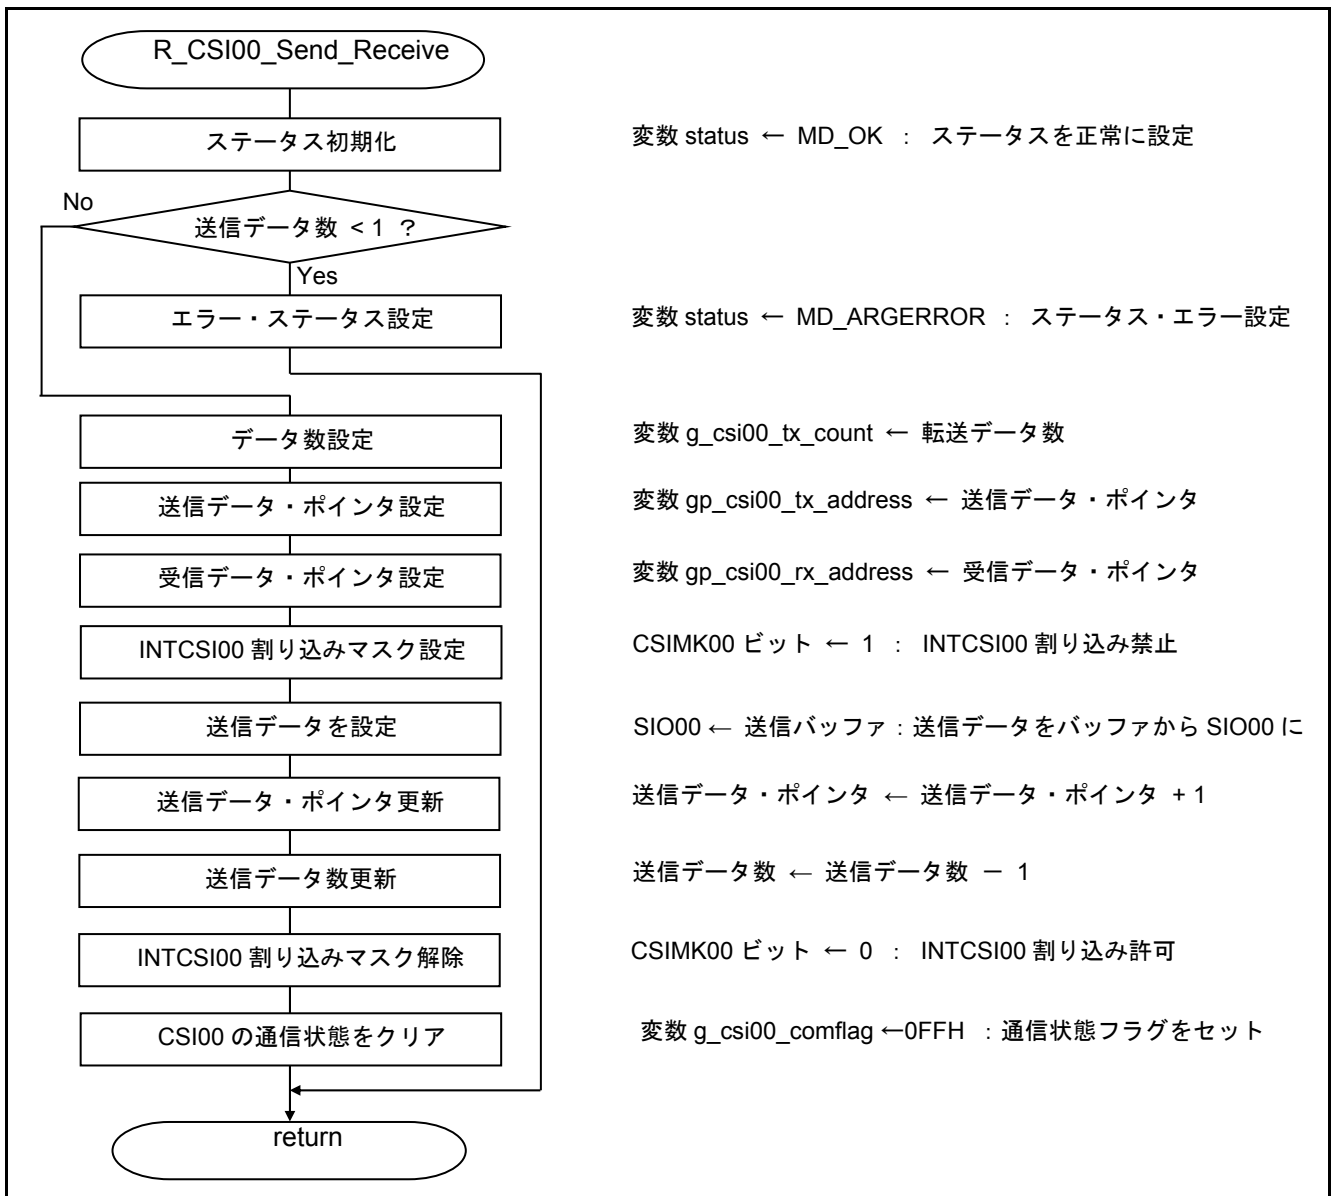 R_CSI00_Send_Receive
ステータス初期化
変数 status ← MD_OK : ステータスを正常に設定
No
送信データ数 < 1 ?
Yes
エラー・ステータス設定
変数 status ← MD_ARGERROR : ステータス・エラー設定
データ数設定
変数 g_csi00_tx_count ← 転送データ数
送信データ・ポインタ設定
変数 gp_csi00_tx_address ← 送信データ・ポインタ
受信データ・ポインタ設定
変数 gp_csi00_rx_address ← 受信データ・ポインタ
INTCSI00 割り込みマスク設定
CSIMK00 ビット ← 1 : INTCSI00 割り込み禁止
送信データを設定
SIO00 ← 送信バッファ : 送信データをバッファから SIO00 に
送信データ・ポインタ更新
送信データ・ポインタ ← 送信データ・ポインタ + 1
送信データ数更新
送信データ数 ← 送信データ数 － 1
INTCSI00 割り込みマスク解除
CSIMK00 ビット ← 0 : INTCSI00 割り込み許可
CSI00 の通信状態をクリア
変数 g_csi00_comflag ←0FFH : 通信状態フラグをセット
return